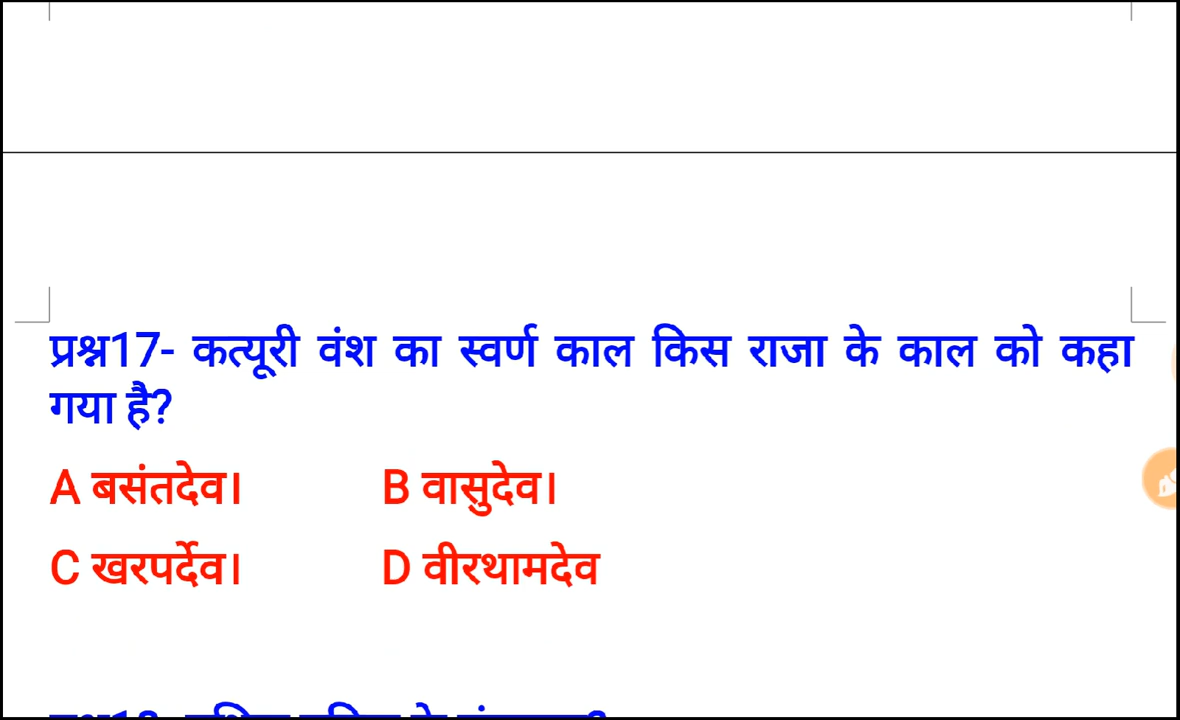 प्रश्न17- कत्यूरी वंश का स्वर्ण काल किस राजा के काल को कहा
गया है?
A बसंतदेव। B वासुदेव।
C खरपर्देव। D वीरथामदेव